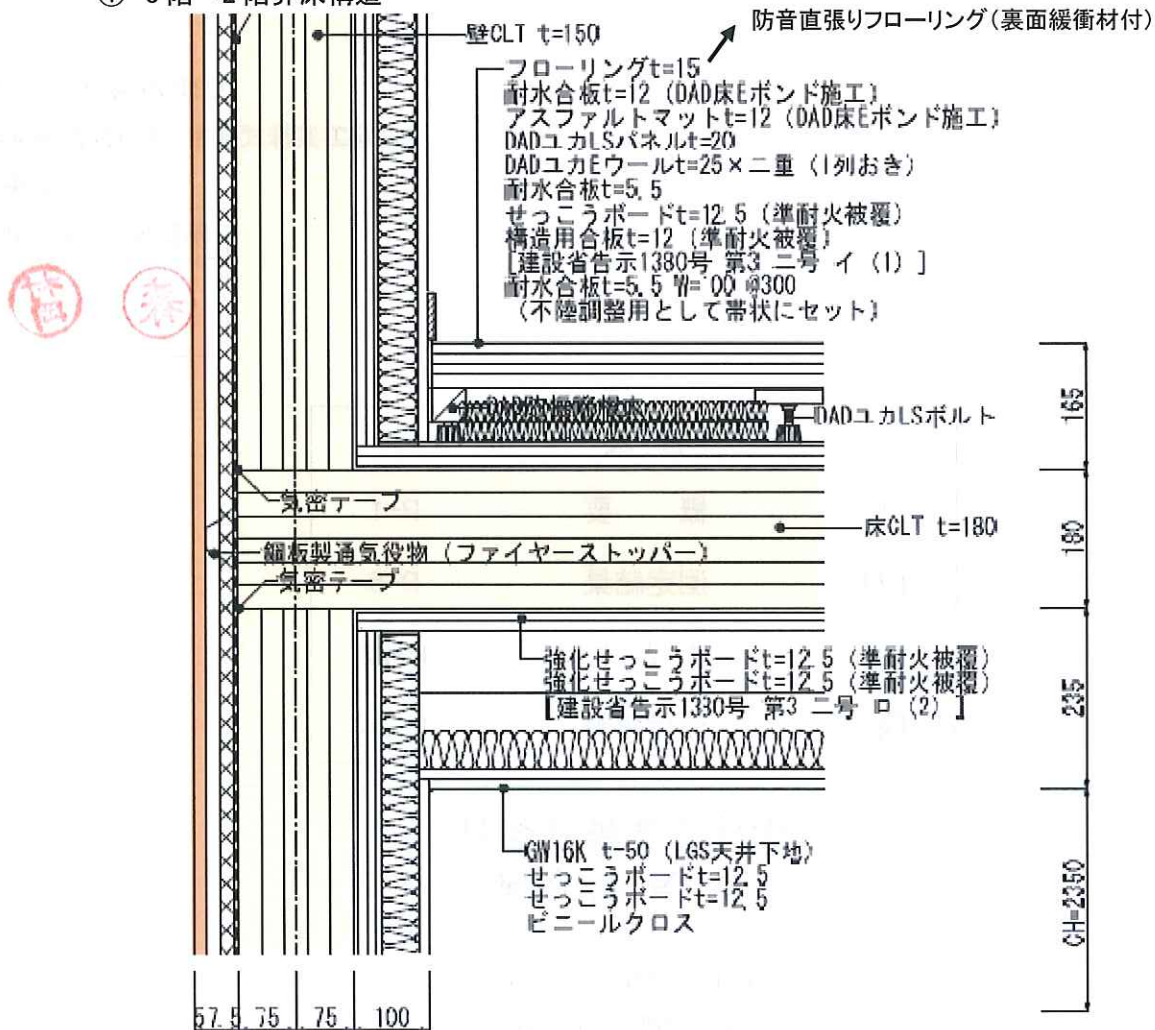 ① 3階-2階界床構造
防音直張りフローリング(裏面緩衝材付)
壁CLT t=150
フローリングt=15
耐水合板t=12 (DAD床Eボンド施工)
アスファルトマットt=12 (DAD床Eボンド施工)
DADユカLSパネルt=20
DADユカEウールt=25×二重 (1列おき)
耐水合板t=5.5
せっこうボードt=12.5 (準耐火被覆)
構造用合板t=12 (準耐火被覆)
[建設省告示1380号 第3 二号 イ (1) ]
耐水合板t=5.5 W=100 @300
(不陸調整用として帯状にセット)
DADユカLSボルト
165
気密テープ
床CLT t=180
180
鋼板製通気役物 (ファイヤーストッパー)
気密テープ
強化せっこうボードt=12.5 (準耐火被覆)
強化せっこうボードt=12.5 (準耐火被覆)
[建設省告示1380号 第3 二号 ロ (2) ]
235
GW16K t-50 (LGS天井下地)
せっこうボードt=12.5
せっこうボードt=12.5
ビニールクロス
CH=2350
57.5 75 75 100